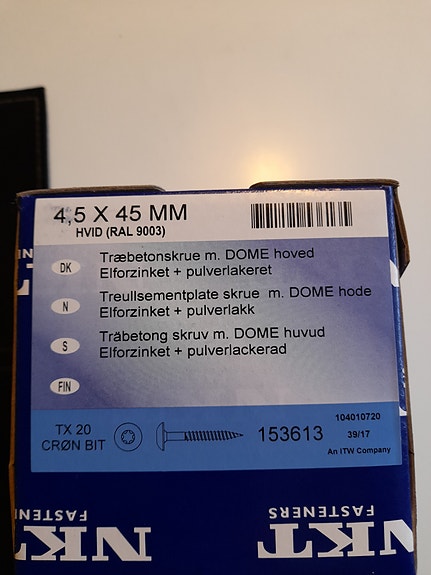 4,5 X 45 MM
HVID (RAL 9003)
DK
Træbetonskrue m. DOME hoved
Elforzinket + pulverlakeret
N
Treullsementplate skrue m. DOME hode
Elforzinket + pulverlakk
S
Träbetong skruv m. DOME huvud
Elforzinket + pulverlackerad
FIN
TX 20
CRØN BIT
153613
104010720
39/17
An ITW Company
NKT
FASTENERS
NKT
FASTENERS